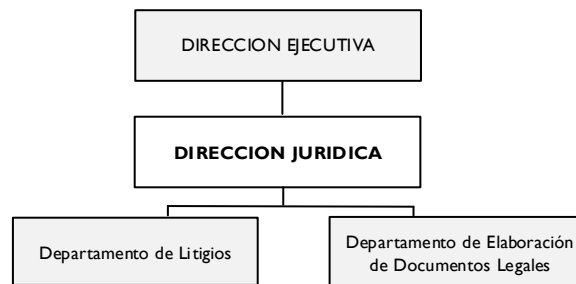 DIRECCION EJECUTIVA
DIRECCION JURIDICA
Departamento de Litigios
Departamento de Elaboración
de Documentos Legales